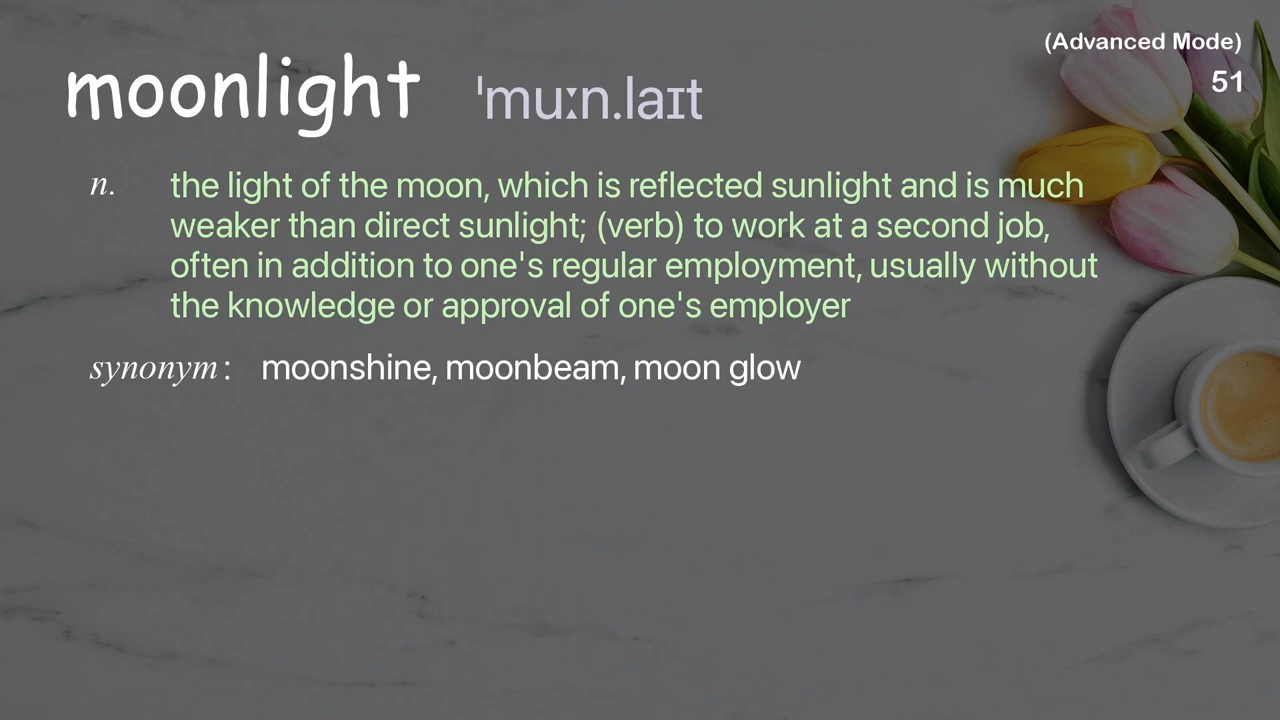 (Advanced Mode)
51
moonlight ˈmuːn.laɪt
n. the light of the moon, which is reflected sunlight and is much
weaker than direct sunlight; (verb) to work at a second job,
often in addition to one's regular employment, usually without
the knowledge or approval of one's employer
synonym: moonshine, moonbeam, moon glow